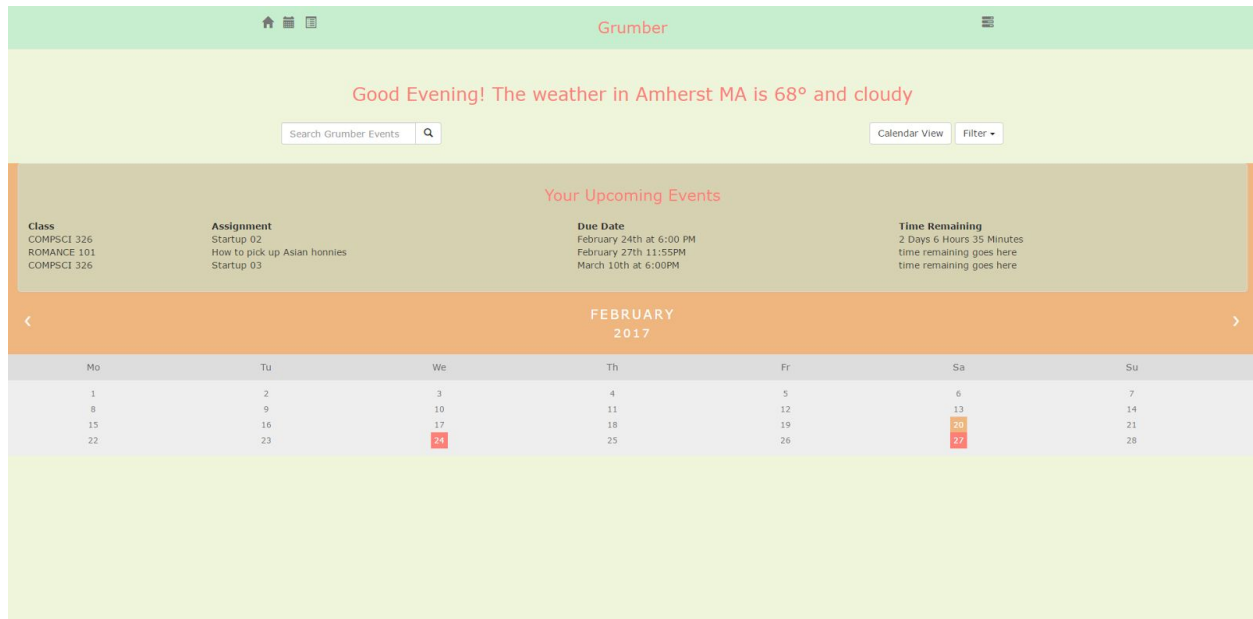 Grumber
Good Evening! The weather in Amherst MA is 68° and cloudy
Search Grumber Events
Calendar View Filter
Your Upcoming Events
Class Assignment Due Date Time Remaining
COMPSCI 326 Startup 02 February 24th at 6:00 PM 2 Days 6 Hours 35 Minutes
ROMANCE 101 How to pick up Asian honnies February 27th 11:55PM time remaining goes here
COMPSCI 326 Startup 03 March 10th at 6:00PM time remaining goes here
FEBRUARY
2017
Mo Tu We Th Fr Sa Su
1 2 3 4 5 6 7
8 9 10 11 12 13 14
15 16 17 18 19 20 21
22 23 24 25 26 27 28